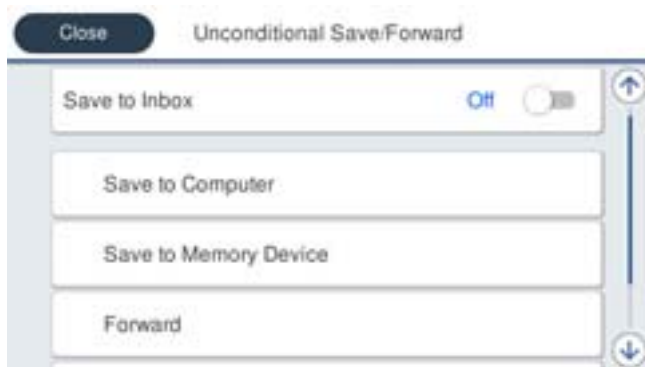 Close Unconditional Save/Forward
Save to Inbox Off
Save to Computer
Save to Memory Device
Forward